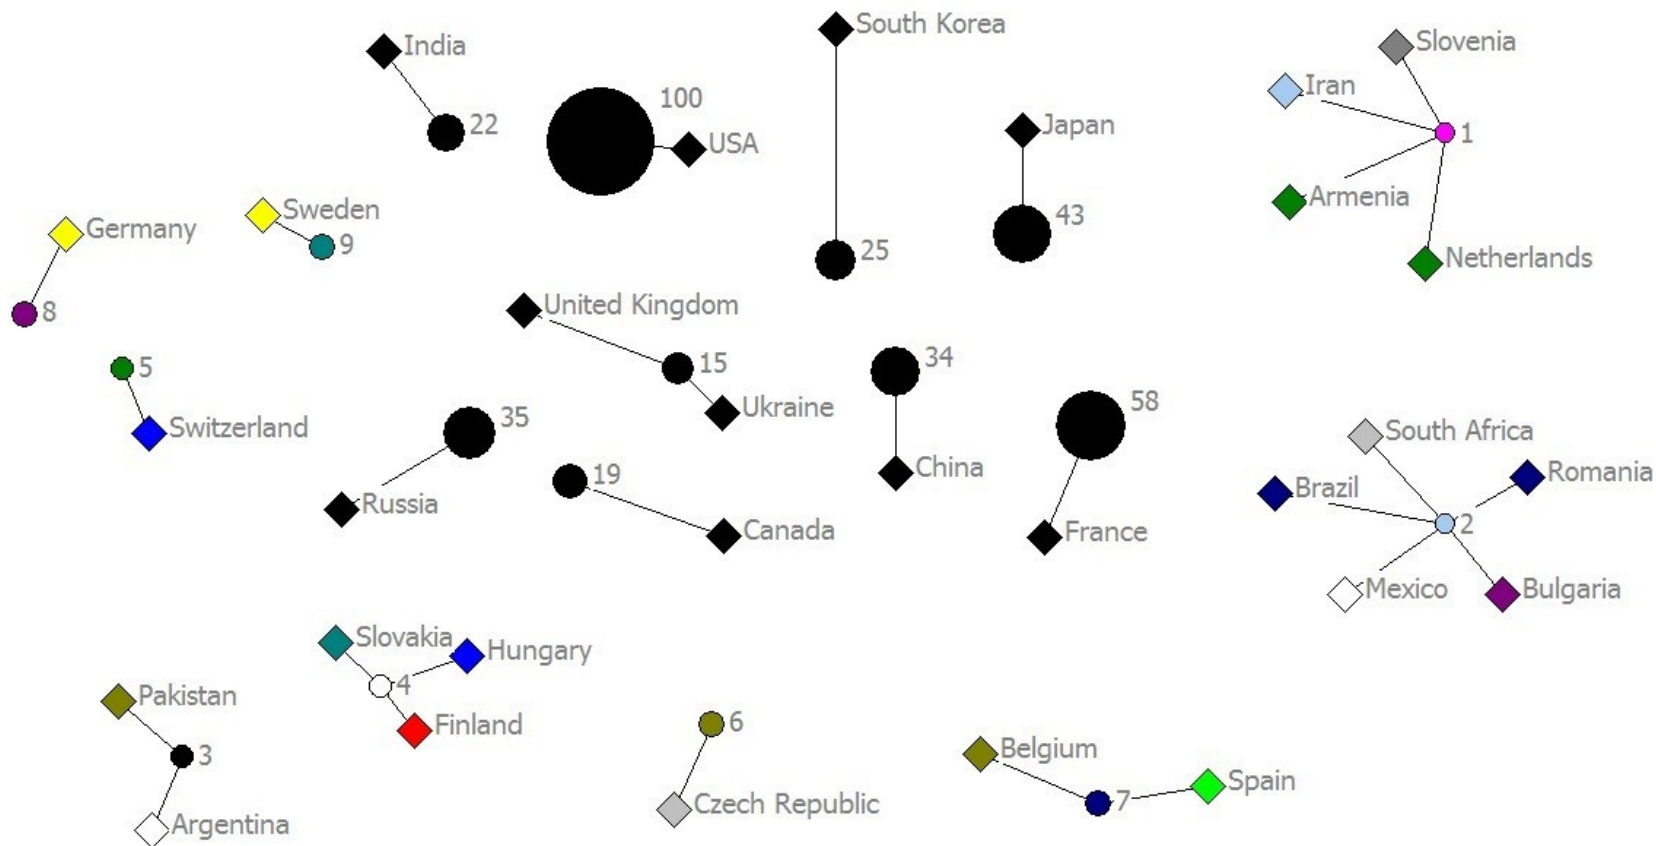 South Korea
Slovenia
India
Iran
100
22
Japan
1
USA
Armenia
Sweden
43
Germany
9
25
Netherlands
United Kingdom
8
34
15
5
58
Ukraine
35
Switzerland
South Africa
China
19
Romania
Brazil
Russia
2
Canada
France
Mexico
Bulgaria
Slovakia
Hungary
4
Pakistan
6
Finland
Belgium
3
Spain
7
Czech Republic
Argentina